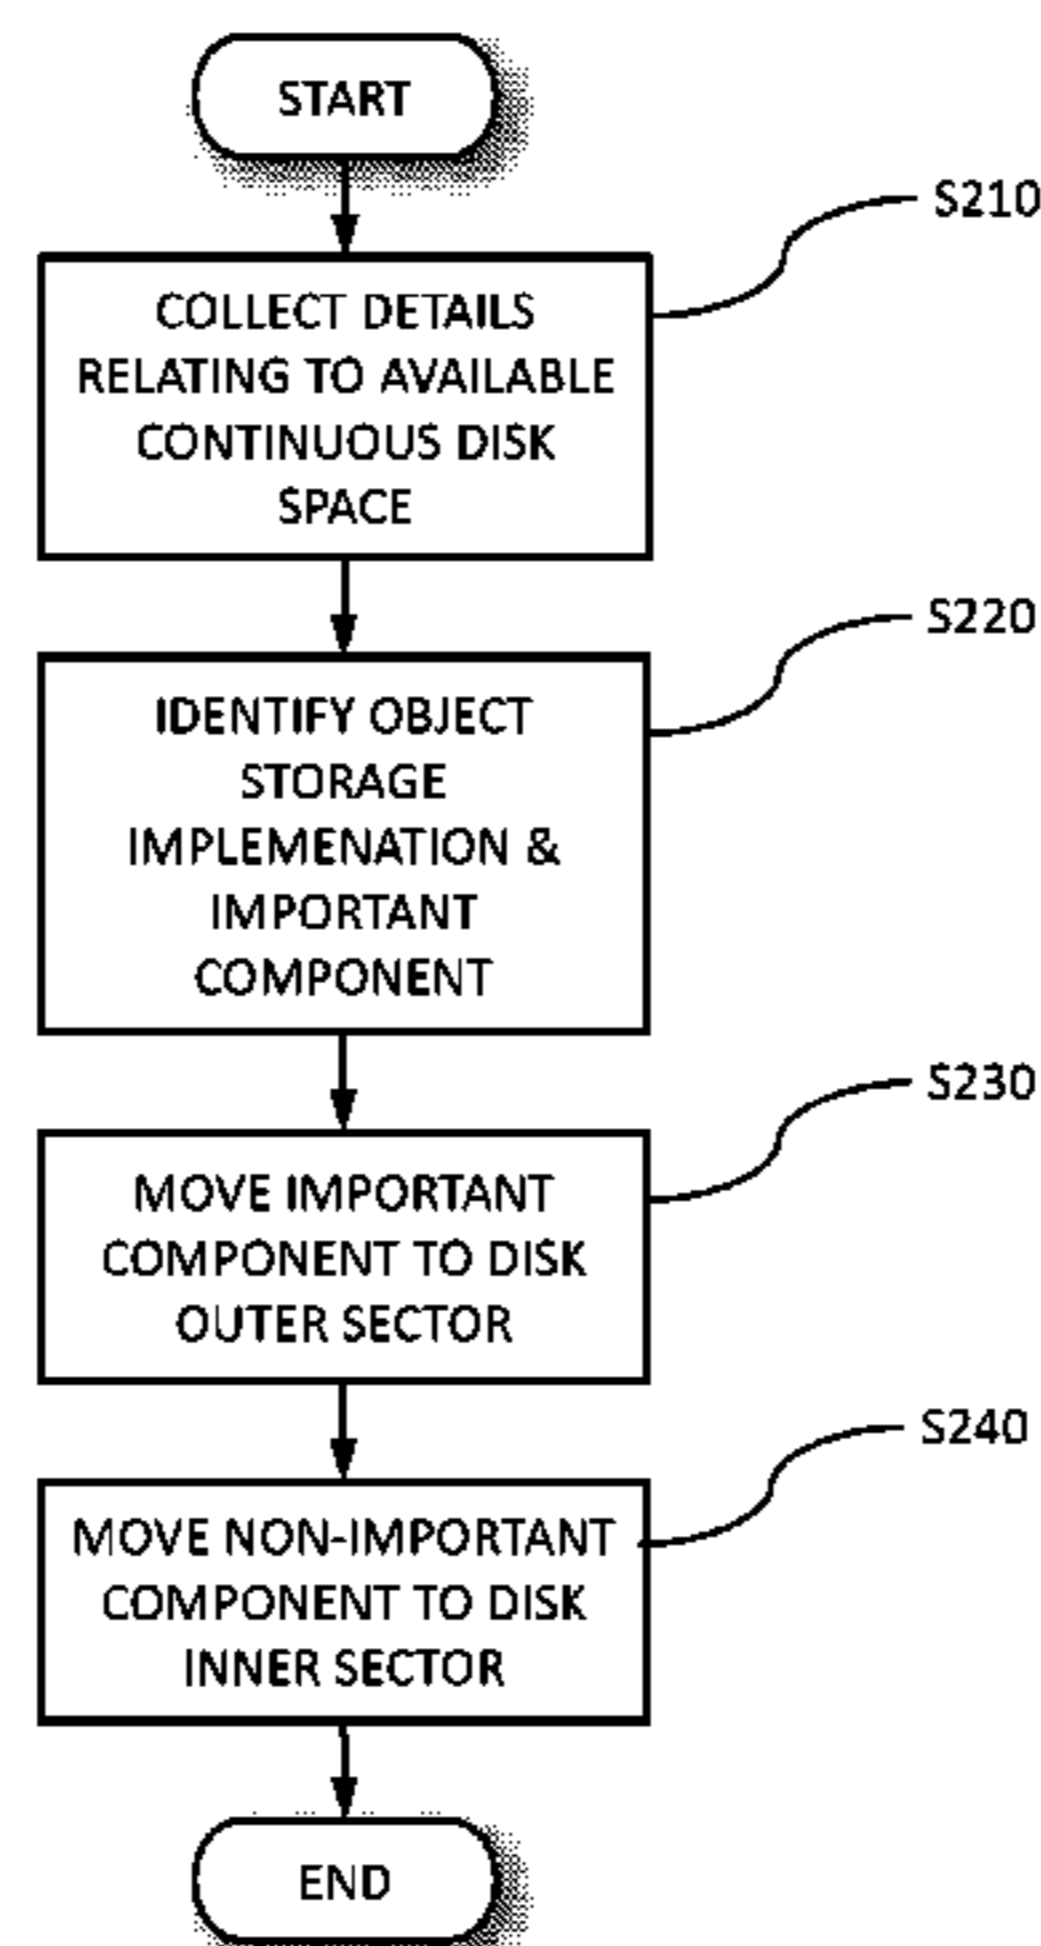 START
S210
COLLECT DETAILS
RELATING TO AVAILABLE
CONTINUOUS DISK
SPACE
S220
IDENTIFY OBJECT
STORAGE
IMPLEMENATION &
IMPORTANT
COMPONENT
S230
MOVE IMPORTANT
COMPONENT TO DISK
OUTER SECTOR
S240
MOVE NON-IMPORTANT
COMPONENT TO DISK
INNER SECTOR
END